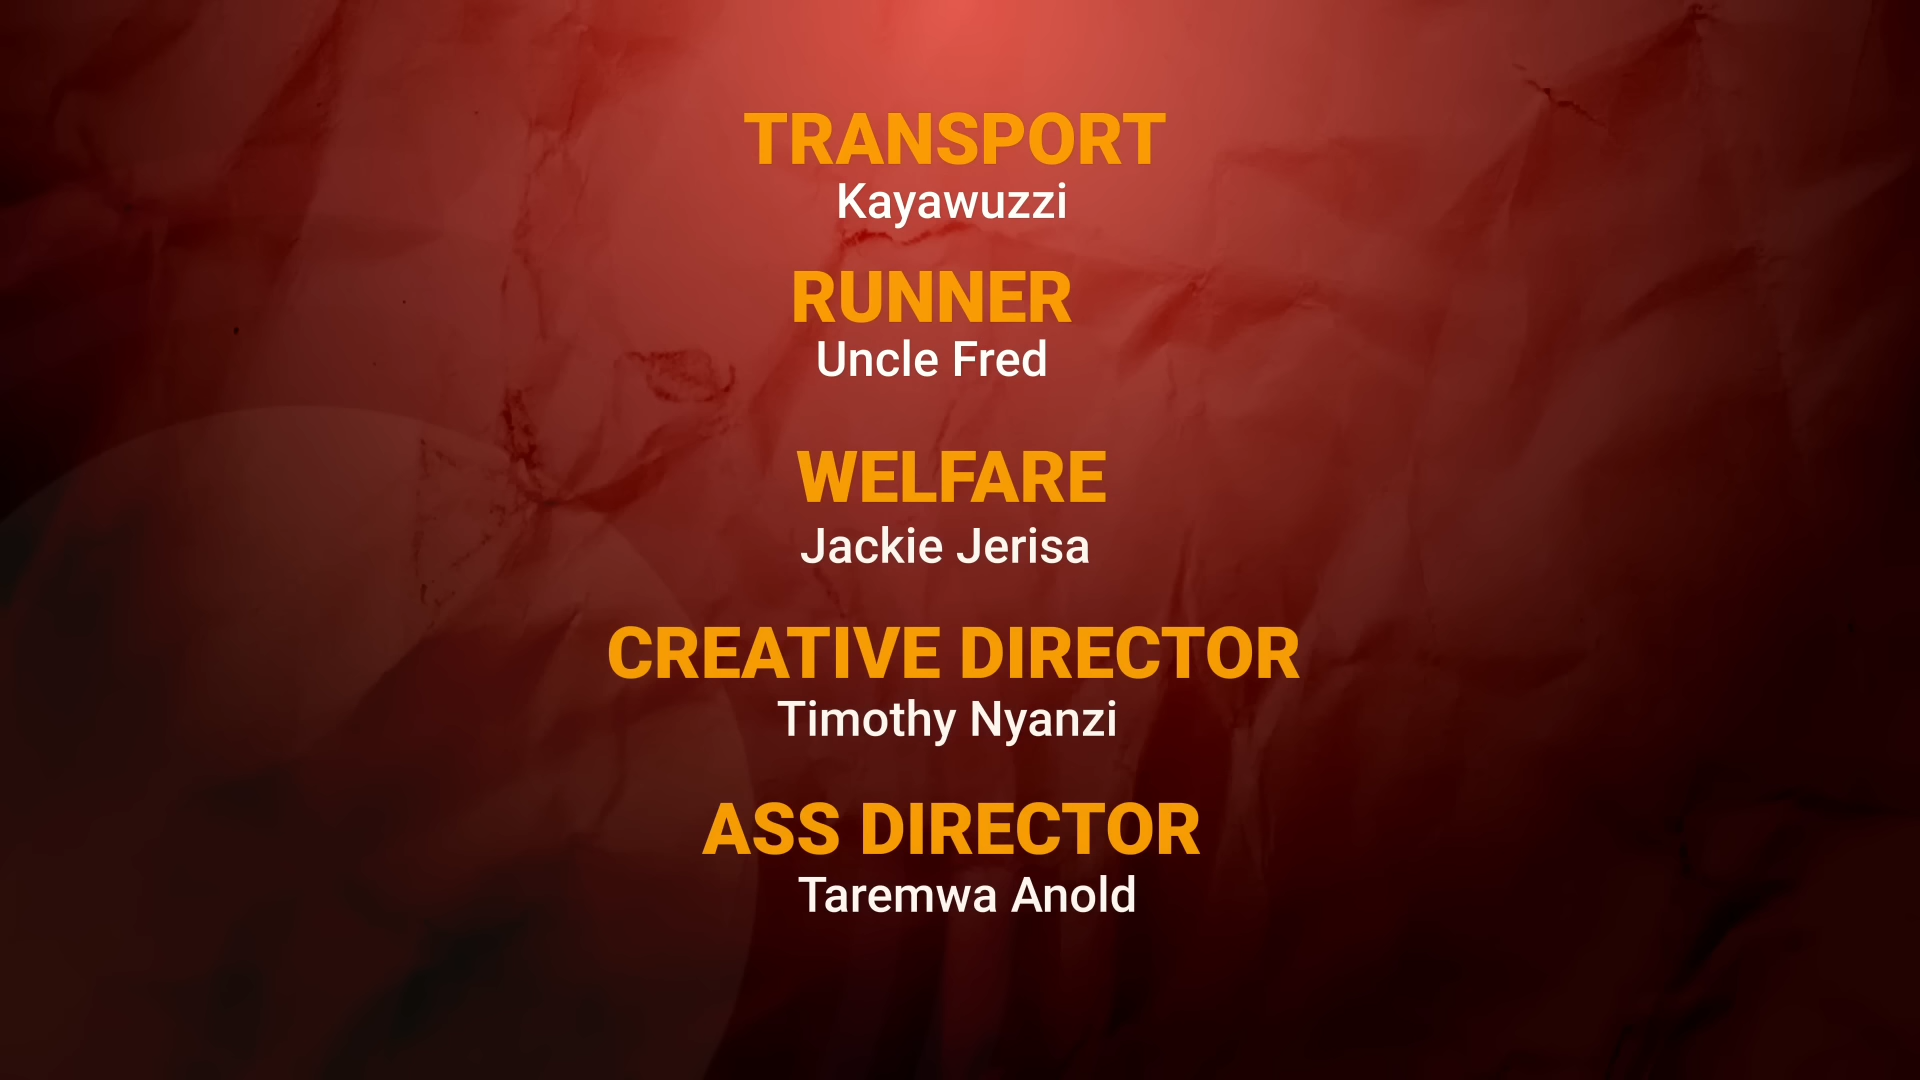 TRANSPORT
Kayawuzzi
RUNNER
Uncle Fred
WELFARE
Jackie Jerisa
CREATIVE DIRECTOR
Timothy Nyanzi
ASS DIRECTOR
Taremwa Anold